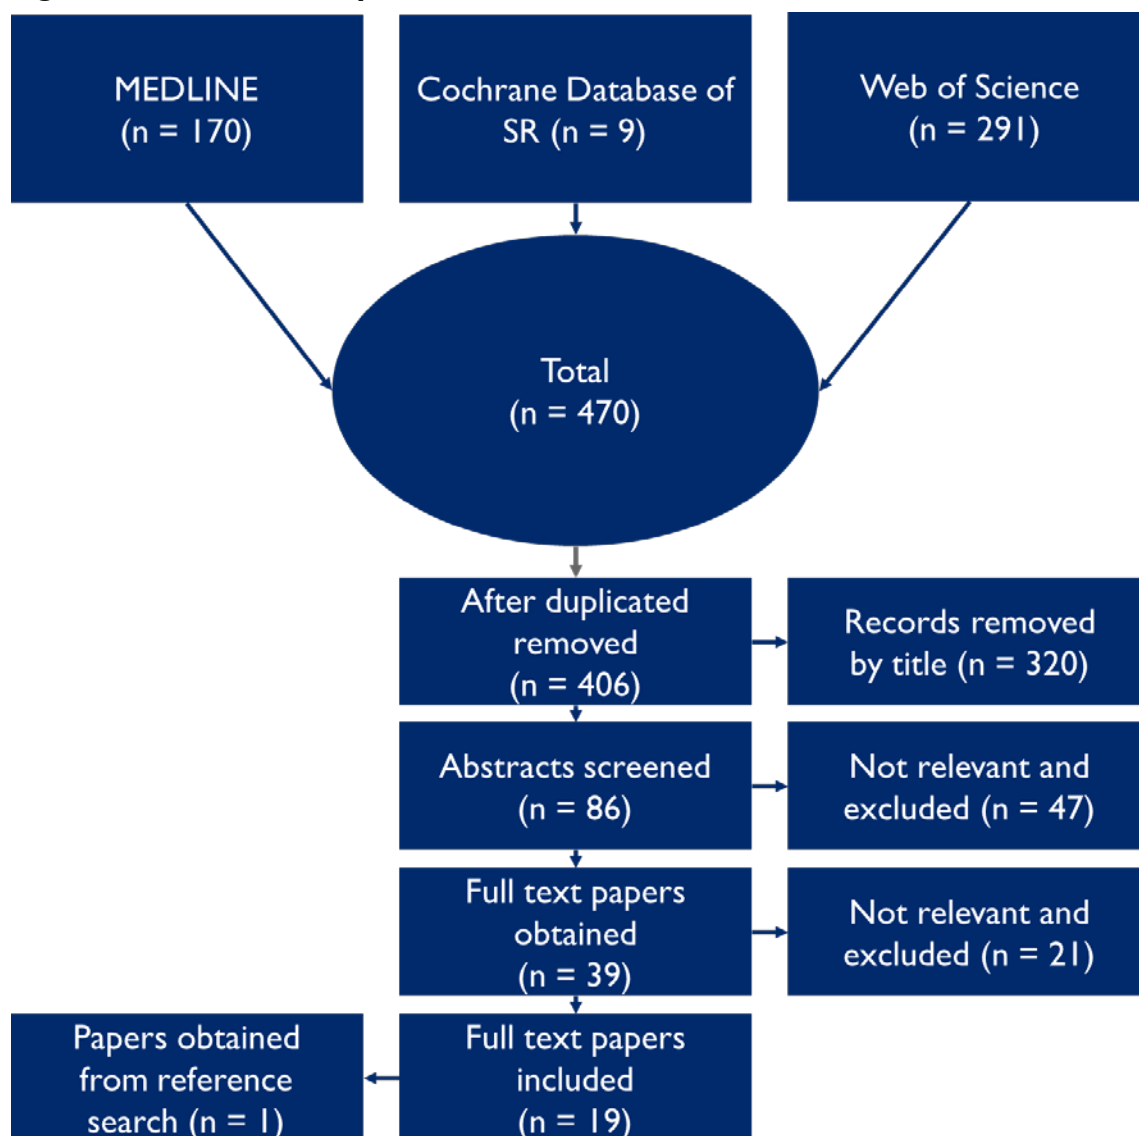 MEDLINE
(n = 170)
Cochrane Database of
SR (n = 9)
Web of Science
(n = 291)
Total
(n = 470)
After duplicated
removed
(n = 406)
Records removed
by title (n = 320)
Abstracts screened
(n = 86)
Not relevant and
excluded (n = 47)
Full text papers
obtained
(n = 39)
Not relevant and
excluded (n = 21)
Papers obtained
from reference
search (n = 1)
Full text papers
included
(n = 19)